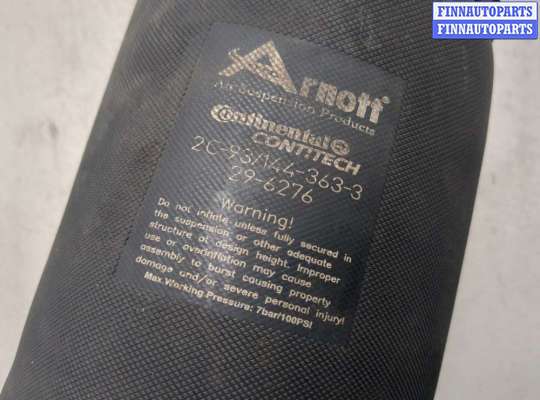 FINNAUTOPARTS
FINNAUTOPARTS
Arnott
Air Suspension Products
Continental
CONTITECH
2C-93/144-363-3
29-6276
Warning!
Do not inflate unless fully secured in
the suspension or other adequate
structure at design height. Improper
use or overinflation may cause
assembly to burst causing property
damage and/or severe personal injury!
Max Working Pressure: 7bar/100PSI